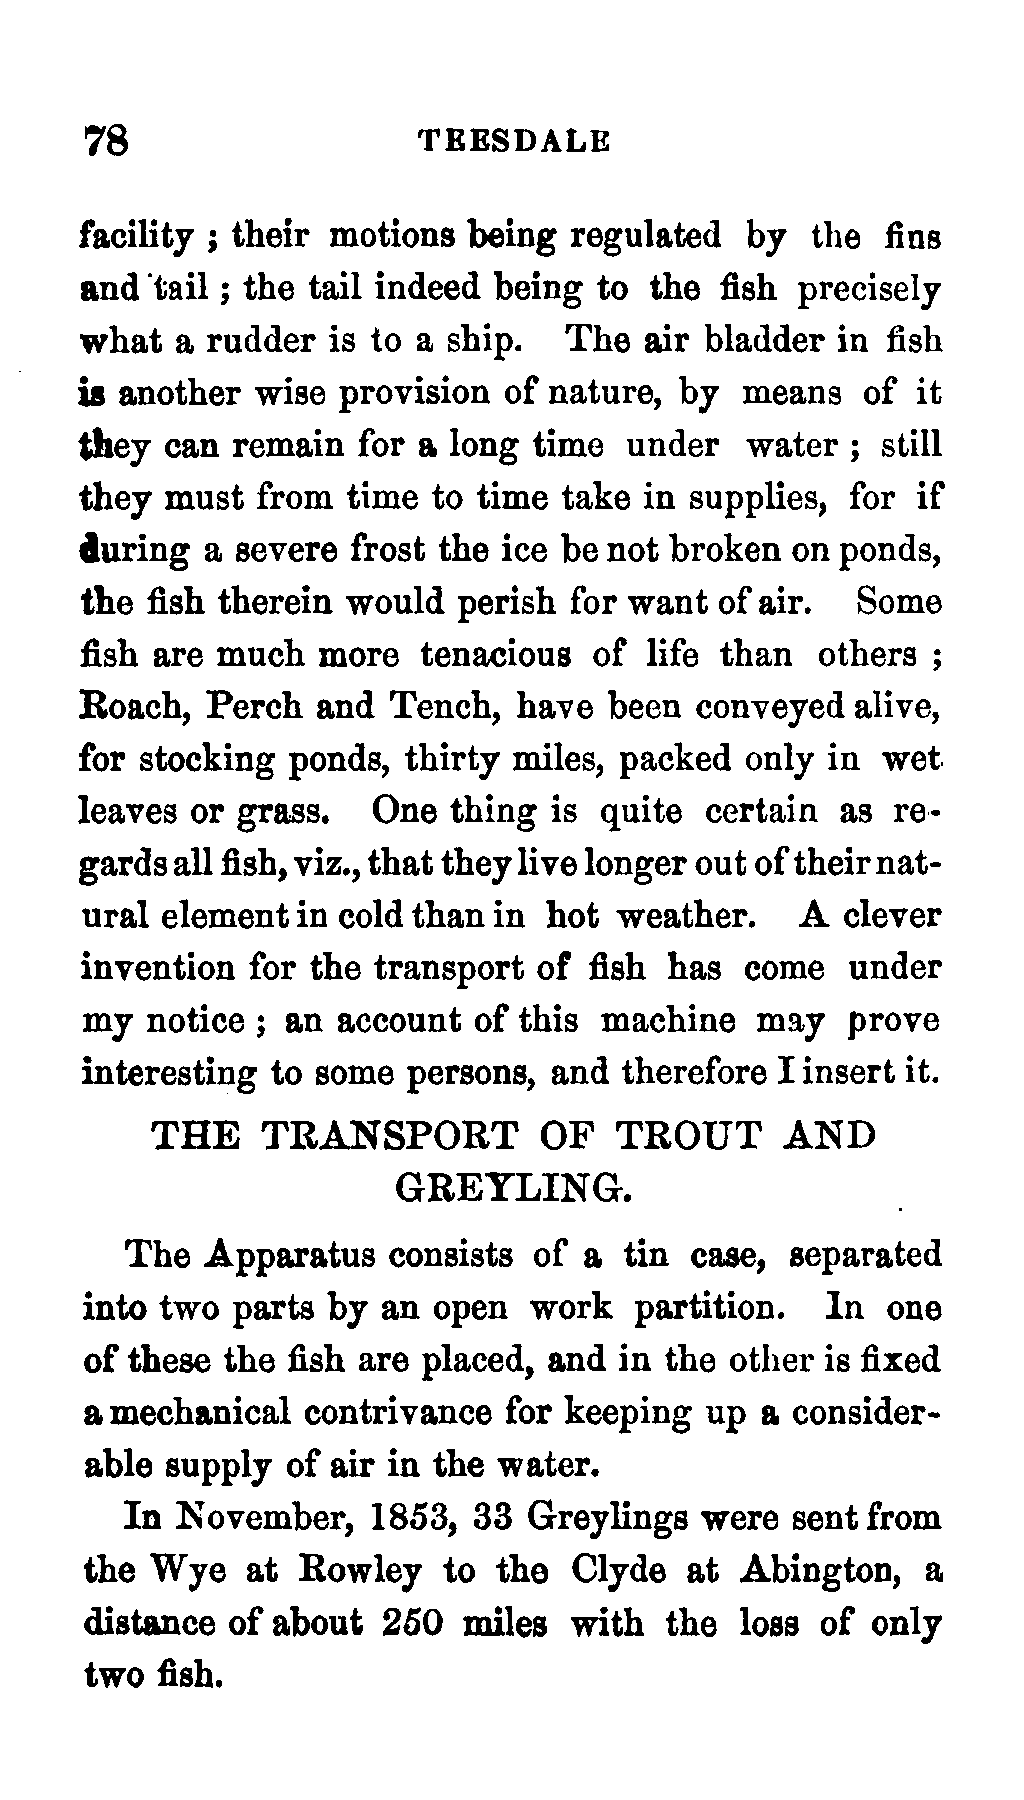 78 TEESDALE
facility ; their motions being regulated by the fins
and tail ; the tail indeed being to the fish precisely
what a rudder is to a ship. The air bladder in fish
is another wise provision of nature, by means of it
they can remain for a long time under water ; still
they must from time to time take in supplies, for if
during a severe frost the ice be not broken on ponds,
the fish therein would perish for want of air. Some
fish are much more tenacious of life than others ;
Roach, Perch and Tench, have been conveyed alive,
for stocking ponds, thirty miles, packed only in wet
leaves or grass. One thing is quite certain as re-
gards all fish, viz., that they live longer out of their nat-
ural element in cold than in hot weather. A clever
invention for the transport of fish has come under
my notice ; an account of this machine may prove
interesting to some persons, and therefore I insert it.
THE TRANSPORT OF TROUT AND
GREYLING.
The Apparatus consists of a tin case, separated
into two parts by an open work partition. In one
of these the fish are placed, and in the other is fixed
a mechanical contrivance for keeping up a consider-
able supply of air in the water.
In November, 1853, 33 Greylings were sent from
the Wye at Rowley to the Clyde at Abington, a
distance of about 250 miles with the loss of only
two fish.